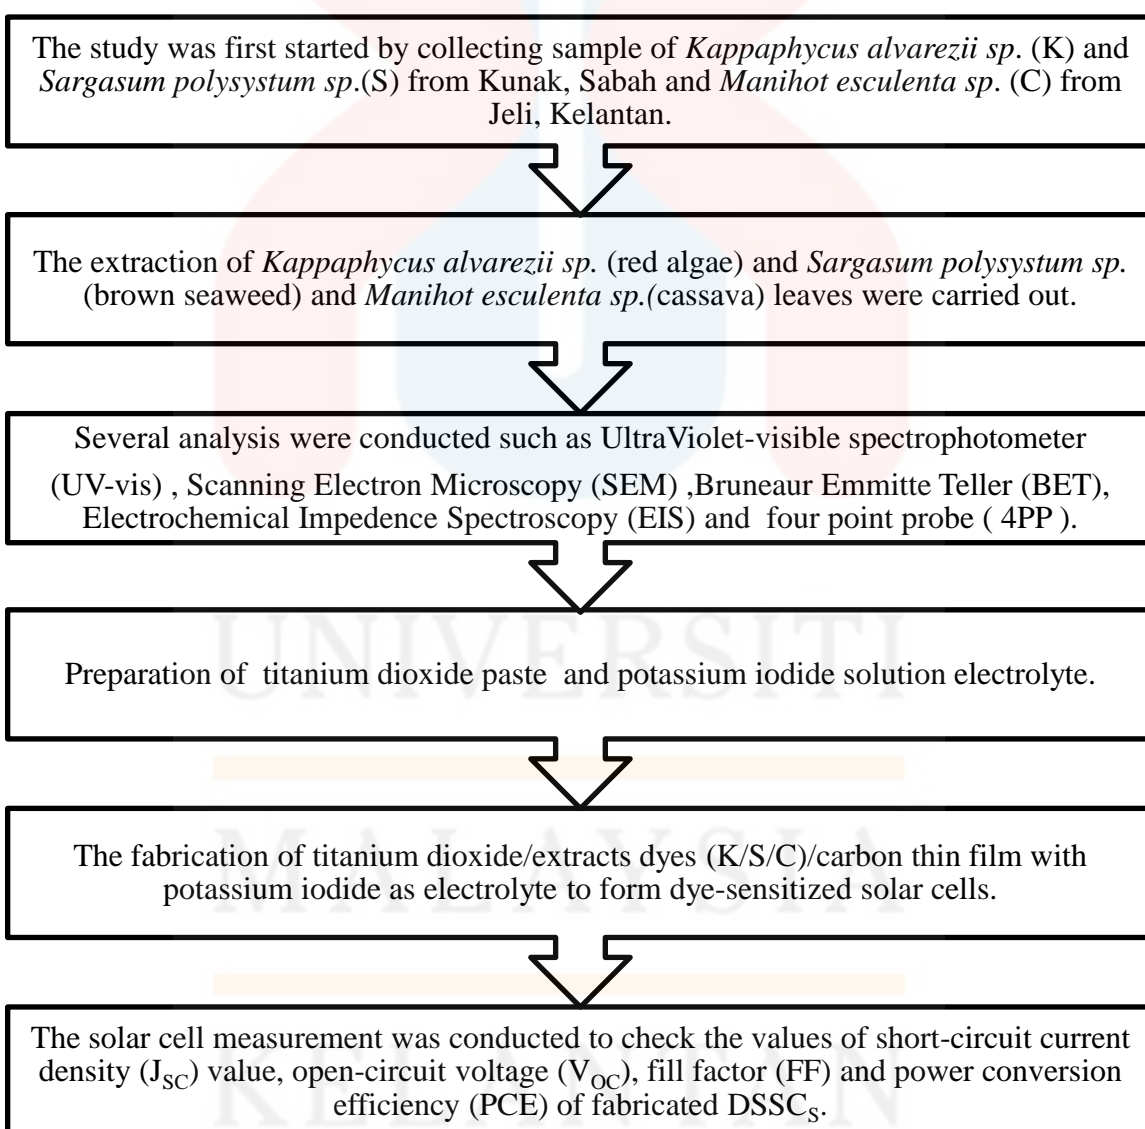 The study was first started by collecting sample of Kappaphycus alvarezii sp. (K) and
Sargasum polysystum sp.(S) from Kunak, Sabah and Manihot esculenta sp. (C) from
Jeli, Kelantan.
The extraction of Kappaphycus alvarezii sp. (red algae) and Sargasum polysystum sp.
(brown seaweed) and Manihot esculenta sp.(cassava) leaves were carried out.
Several analysis were conducted such as UltraViolet-visible spectrophotometer
(UV-vis) , Scanning Electron Microscopy (SEM) ,Bruneaur Emmitte Teller (BET),
Electrochemical Impedence Spectroscopy (EIS) and four point probe ( 4PP ).
UNIVERSITI
Preparation of titanium dioxide paste and potassium iodide solution electrolyte.
The fabrication of titanium dioxide/extracts dyes (K/S/C)/carbon thin film with
potassium iodide as electrolyte to form dye-sensitized solar cells.
MALAYSIA
The solar cell measurement was conducted to check the values of short-circuit current
density (JSC) value, open-circuit voltage (VOC), fill factor (FF) and power conversion
efficiency (PCE) of fabricated DSSCS.
KELANTAN